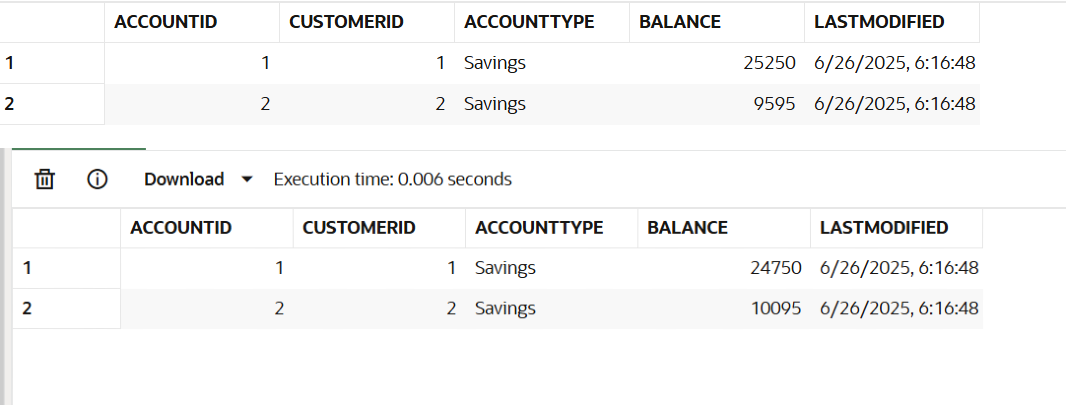 ACCOUNTID CUSTOMERID ACCOUNTTYPE BALANCE LASTMODIFIED
1 1 1 Savings 25250 6/26/2025, 6:16:48
2 2 2 Savings 9595 6/26/2025, 6:16:48
Download Execution time: 0.006 seconds
ACCOUNTID CUSTOMERID ACCOUNTTYPE BALANCE LASTMODIFIED
1 1 1 Savings 24750 6/26/2025, 6:16:48
2 2 2 Savings 10095 6/26/2025, 6:16:48